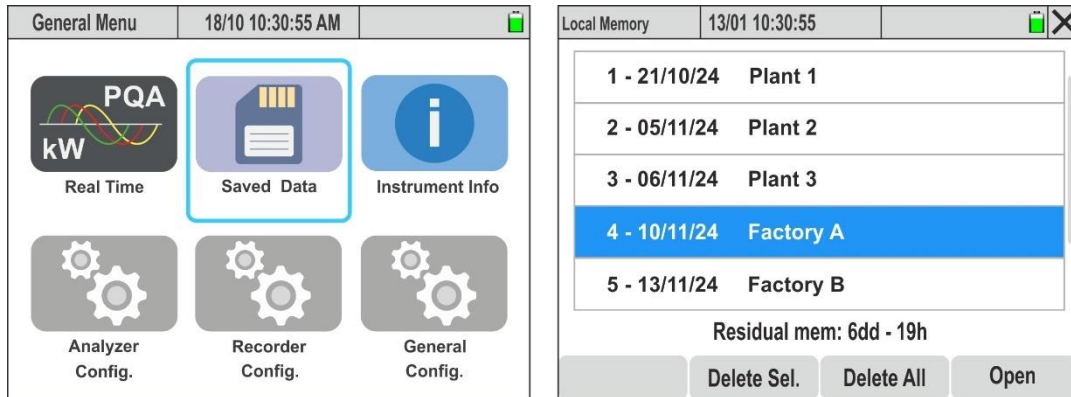 General Menu 18/10 10:30:55 AM
PQA
kW
Real Time Saved Data Instrument Info
Analyzer Recorder General
Config. Config. Config.
Local Memory 13/01 10:30:55
1 - 21/10/24 Plant 1
2 - 05/11/24 Plant 2
3 - 06/11/24 Plant 3
4 - 10/11/24 Factory A
5 - 13/11/24 Factory B
Residual mem: 6dd - 19h
Delete Sel. Delete All Open